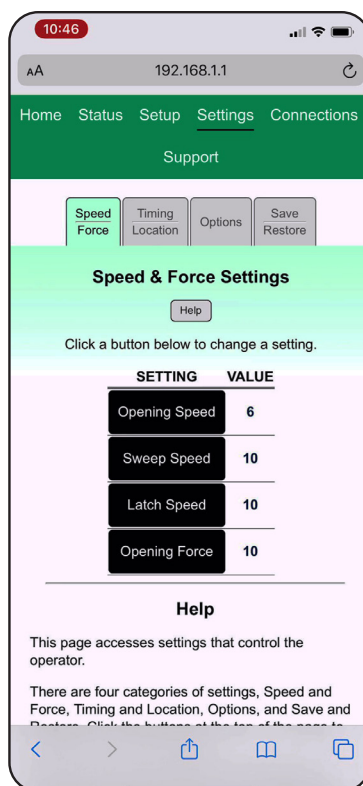 10:46
AA 192.168.1.1
Home Status Setup Settings Connections
Support
Speed Force
Timing Location
Options
Save Restore
Speed & Force Settings
Help
Click a button below to change a setting.
SETTING VALUE
Opening Speed 6
Sweep Speed 10
Latch Speed 10
Opening Force 10
Help
This page accesses settings that control the
operator.
There are four categories of settings, Speed and
Force, Timing and Location, Options, and Save and
Restore. Click the buttons at the top of the page to